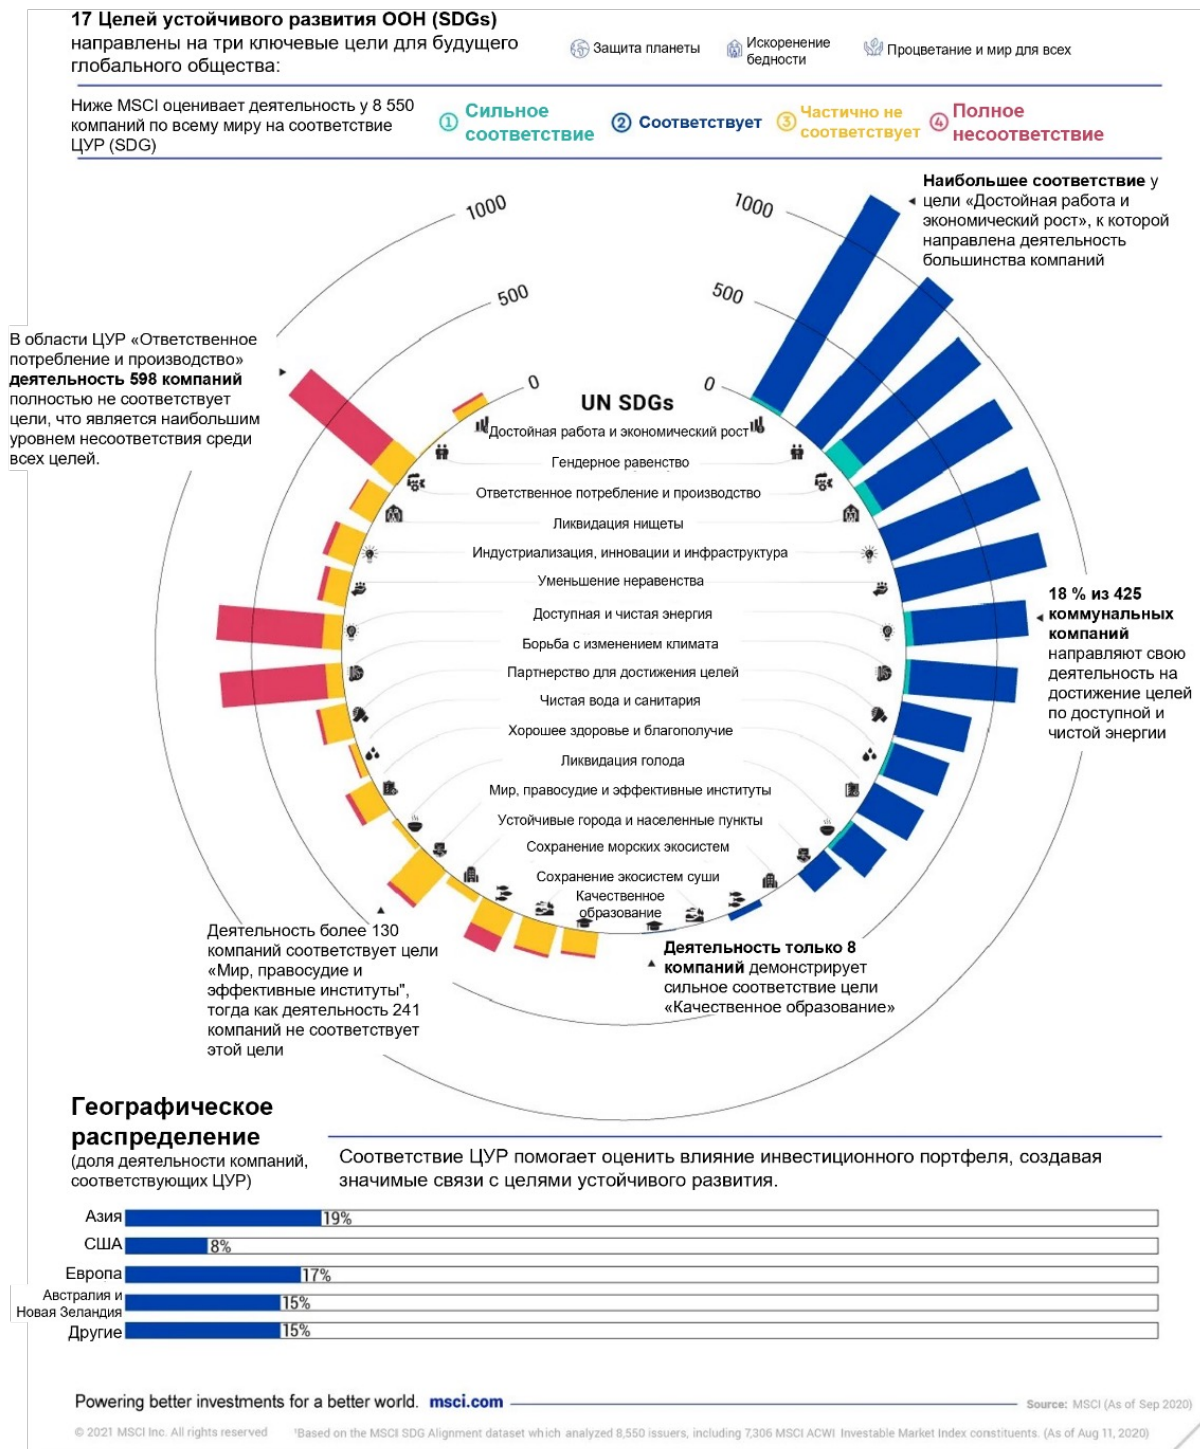 17 Целей устойчивого развития ООН (SDGs)
направлены на три ключевые цели для будущего
глобального общества:
Защита планеты
Искоренение
бедности
Процветание и мир для всех
Ниже MSCI оценивает деятельность у 8 550
компаний по всему миру на соответствие
ЦУР (SDG)
1 Сильное
соответствие
2 Соответствует
3 Частично не
соответствует
4 Полное
несоответствие
Наибольшее соответствие у
цели «Достойная работа и
экономический рост», к которой
направлена деятельность
большинства компаний
1000
1000
500
500
0
0
В области ЦУР «Ответственное
потребление и производство»
деятельность 598 компаний
полностью не соответствует
цели, что является наибольшим
уровнем несоответствия среди
всех целей.
UN SDGs
Достойная работа и экономический рост
Гендерное равенство
Ответственное потребление и производство
Ликвидация нищеты
Индустриализация, инновации и инфраструктура
Уменьшение неравенства
Доступная и чистая энергия
Борьба с изменением климата
Партнерство для достижения целей
Чистая вода и санитария
Хорошее здоровье и благополучие
Ликвидация голода
Мир, правосудие и эффективные институты
Устойчивые города и населенные пункты
Сохранение морских экосистем
Сохранение экосистем суши
Качественное
образование
18 % из 425
коммунальных
компаний
направляют свою
деятельность на
достижение целей
по доступной и
чистой энергии
Деятельность более 130
компаний соответствует цели
«Мир, правосудие и
эффективные институты",
тогда как деятельность 241
компаний не соответствует
этой цели
Деятельность только 8
компаний демонстрирует
сильное соответствие цели
«Качественное образование»
Географическое
распределение
(доля деятельности компаний,
соответствующих ЦУР)
Соответствие ЦУР помогает оценить влияние инвестиционного портфеля, создавая
значимые связи с целями устойчивого развития.
Азия 19%
США 8%
Европа 17%
Австралия и
Новая Зеландия 15%
Другие 15%
Powering better investments for a better world. msci.com
Source: MSCI (As of Sep 2020)
© 2021 MSCI Inc. All rights reserved
¹Based on the MSCI SDG Alignment dataset which analyzed 8,550 issuers, including 7,306 MSCI ACWI Investable Market Index constituents. (As of Aug 11, 2020)